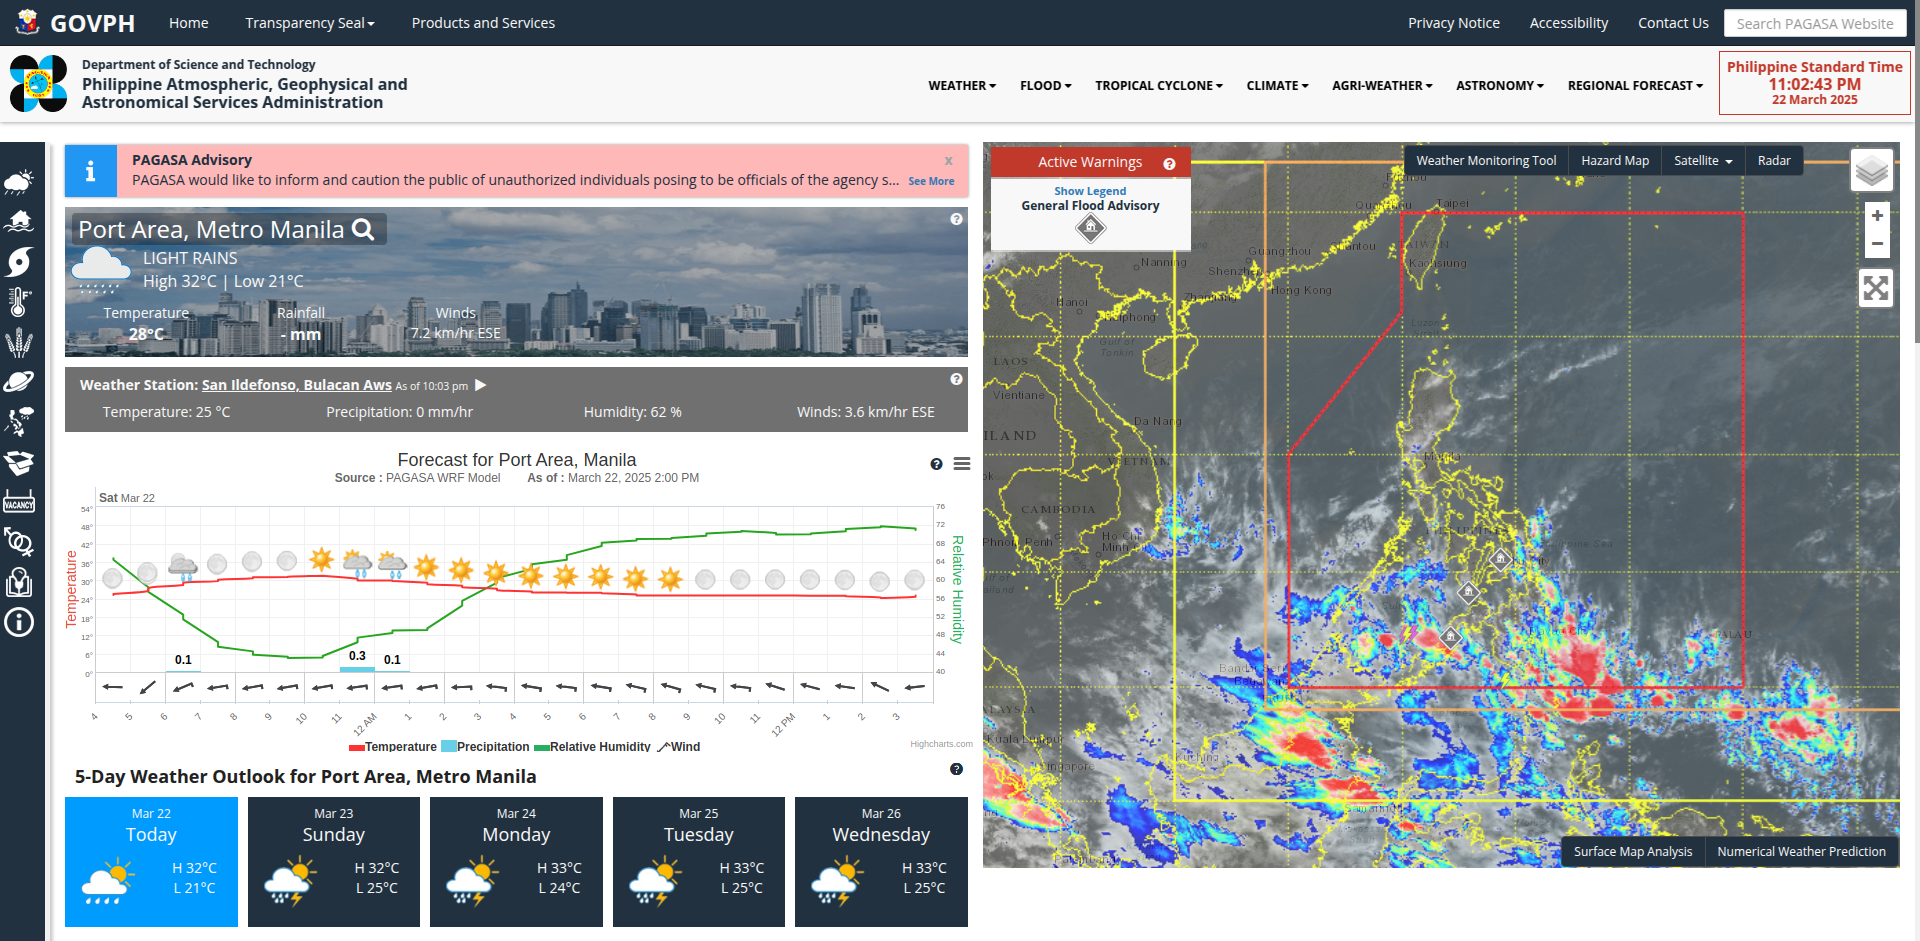 GOVPH
Home
Transparency Seal
Products and Services
Privacy Notice
Accessibility
Contact Us
Search PAGASA Website
Department of Science and Technology
Philippine Atmospheric, Geophysical and
Astronomical Services Administration
WEATHER
FLOOD
TROPICAL CYCLONE
CLIMATE
AGRI-WEATHER
ASTRONOMY
REGIONAL FORECAST
Philippine Standard Time
11:02:43 PM
22 March 2025
VACANCY
PAGASA Advisory
x
PAGASA would like to inform and caution the public of unauthorized individuals posing to be officials of the agency s... See More
Port Area, Metro Manila
LIGHT RAINS
High 32°C | Low 21°C
Temperature
28°C
Rainfall
- mm
Winds
7.2 km/hr ESE
Weather Station: San Ildefonso, Bulacan Aws As of 10:03 pm
Temperature: 25 °C
Precipitation: 0 mm/hr
Humidity: 62 %
Winds: 3.6 km/hr ESE
Forecast for Port Area, Manila
Source : PAGASA WRF Model As of : March 22, 2025 2:00 PM
Sat Mar 22
54°
48°
42°
36°
30°
24°
18°
12°
6°
0°
Temperature
76
72
68
64
60
56
52
48
44
40
Relative Humidity
0.1
0.3
0.1
4
5
6
7
8
9
10
11
12 AM
1
2
3
4
5
6
7
8
9
10
11
12 PM
1
2
3
Temperature
Precipitation
Relative Humidity
Wind
Highcharts.com
5-Day Weather Outlook for Port Area, Metro Manila
Mar 22
Today
H 32°C
L 21°C
Mar 23
Sunday
H 32°C
L 25°C
Mar 24
Monday
H 33°C
L 24°C
Mar 25
Tuesday
H 33°C
L 25°C
Mar 26
Wednesday
H 33°C
L 25°C
Active Warnings
Show Legend
General Flood Advisory
Weather Monitoring Tool
Hazard Map
Satellite
Radar
+
−
Taipei
Guangzhou
Nanning
Shenzhen
Kaohsiung
Hong Kong
Hanoi
Gulf of
Tonkin
LAOS
Vientiane
Da Nang
VIETNAM
CAMBODIA
Phnom Penh
Ho Chi
Minh
Manila
PALAU
Kuching
Kuala Lumpur
Singapore
Samarinda
Surface Map Analysis
Numerical Weather Prediction